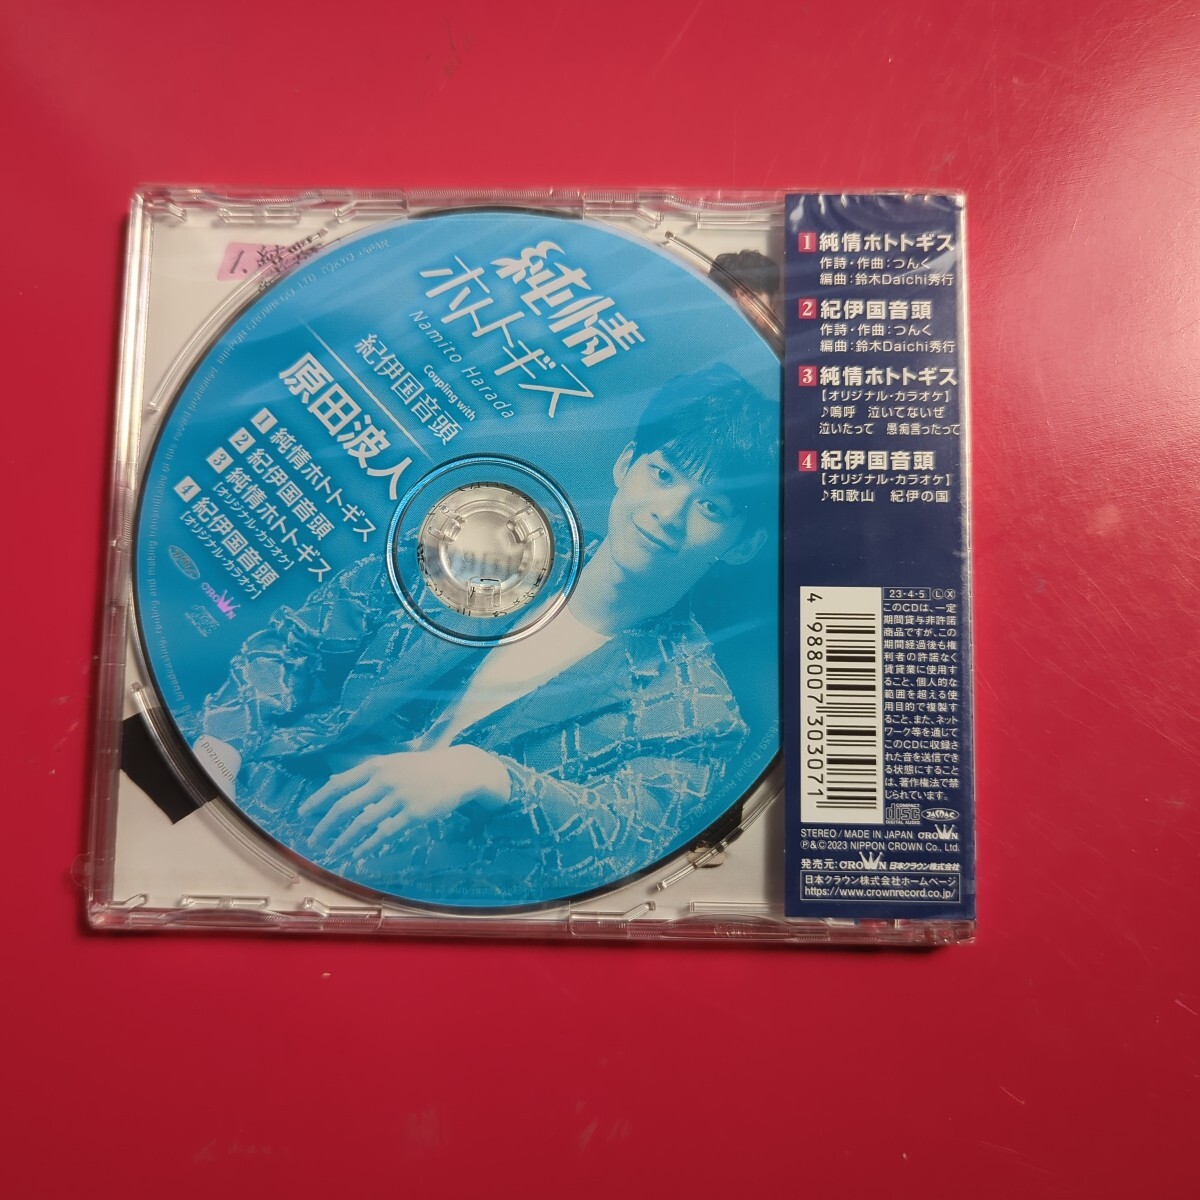 純情
ホトトギス
Namito Harada
Coupling with
紀伊国音頭
原田波人
1 純情ホトトギス
2 紀伊国音頭
3 純情ホトトギス
[オリジナル・カラオケ]
4 紀伊国音頭
[オリジナル・カラオケ]
CROWN
1. 純
1 純情ホトトギス
作詩・作曲：つんく
編曲：鈴木Daichi秀行
2 紀伊国音頭
作詩・作曲：つんく
編曲：鈴木Daichi秀行
3 純情ホトトギス
【オリジナル・カラオケ】
♪嗚呼 泣いてないぜ
泣いたって 愚痴言ったって
4 紀伊国音頭
【オリジナル・カラオケ】
♪和歌山 紀伊の国
4 988007 303071
23・4・5 Ⓛ Ⓧ
このCDは、一定
期間貸与非許諾
商品ですが、この
期間経過後も権
利者の許諾なく
賃貸業に使用す
ること、個人的な
範囲を超える使
用目的で複製す
ること、また、ネット
ワーク等を通じて
このCDに収録さ
れた音を送信でき
る状態にすること
は、著作権法で禁
じられています。
COMPACT
disc
DIGITAL AUDIO
JASRAC
STEREO / MADE IN JAPAN CROWN
Ⓟ&Ⓒ2023 NIPPON CROWN Co., Ltd.
発売元：CROWN 日本クラウン株式会社
日本クラウン株式会社ホームページ
https://www.crownrecord.co.jp/